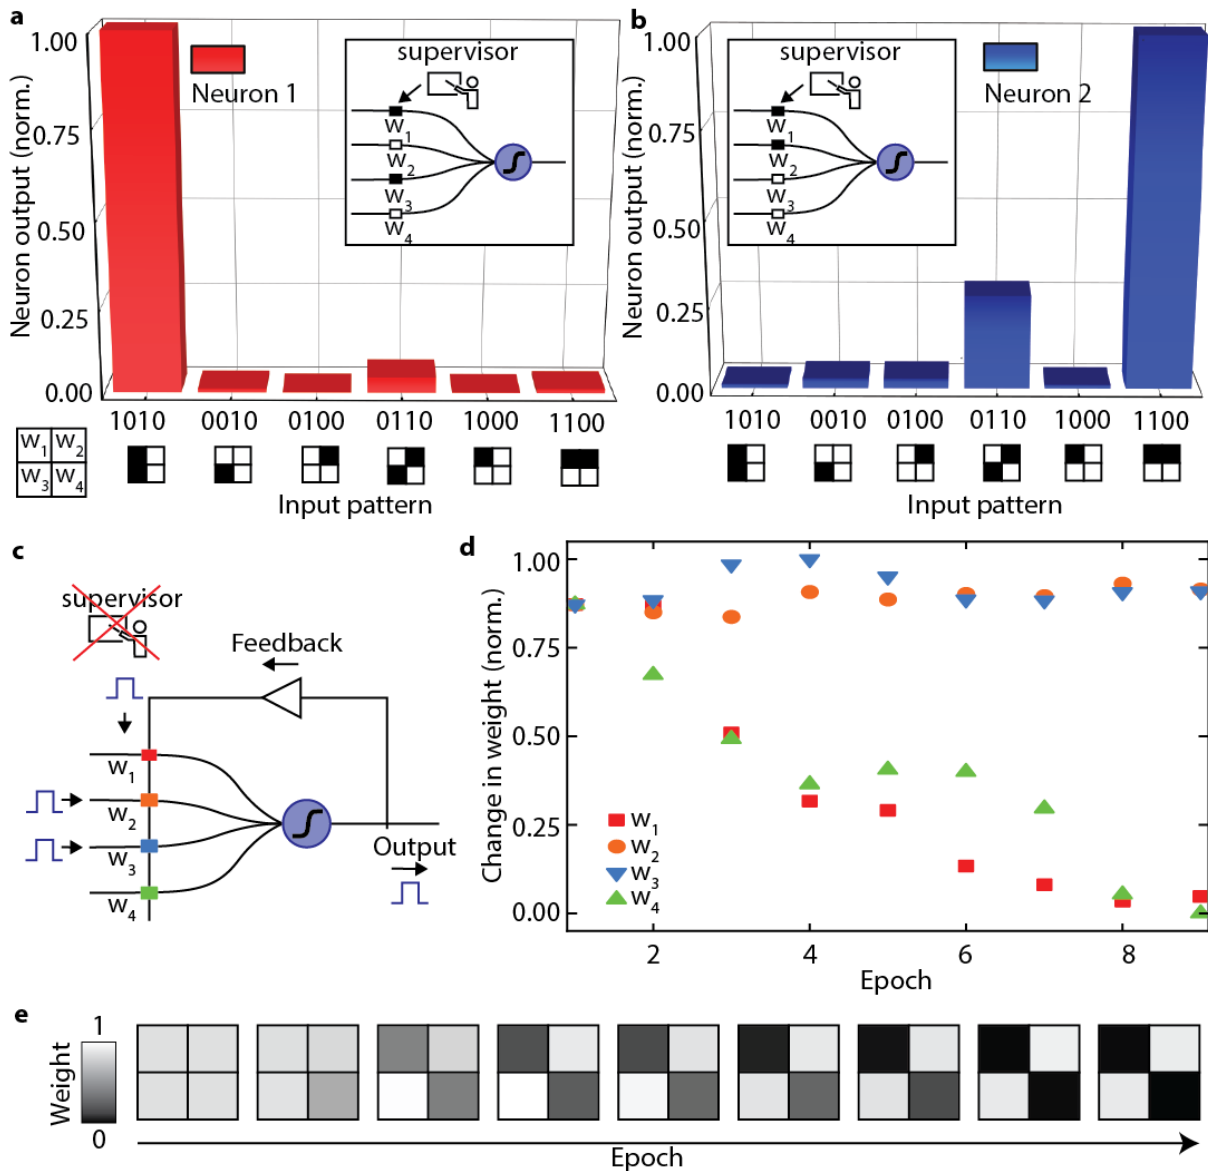 a
1.00
0.75
0.50
0.25
0.00
Neuron output (norm.)
Neuron 1
supervisor
W1
W2
W3
W4
1010 0010 0100 0110 1000 1100
W1 W2
W3 W4
Input pattern
b
1.00
0.75
0.50
0.25
0.00
Neuron output (norm.)
supervisor
W1
W2
W3
W4
Neuron 2
1010 0010 0100 0110 1000 1100
Input pattern
c
supervisor
Feedback
W1
W2
W3
W4
Output
d
1.00
0.75
0.50
0.25
0.00
Change in weight (norm.)
W1
W2
W3
W4
2 4 6 8
Epoch
e
1
Weight
0
Epoch